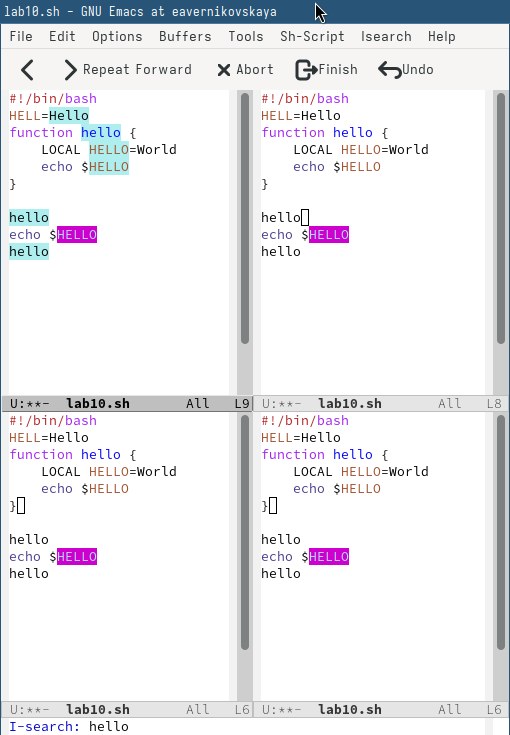 lab10.sh – GNU Emacs at eavernikovskaya
File Edit Options Buffers Tools Sh-Script Isearch Help
Repeat Forward Abort Finish Undo
#!/bin/bash
HELL=Hello
function hello {
    LOCAL HELLO=World
    echo $HELLO
}
hello
echo $HELLO
hello
U:**-  lab10.sh       All   L9
#!/bin/bash
HELL=Hello
function hello {
    LOCAL HELLO=World
    echo $HELLO
}
hello
echo $HELLO
hello
U:**-  lab10.sh       All   L8
#!/bin/bash
HELL=Hello
function hello {
    LOCAL HELLO=World
    echo $HELLO
}
hello
echo $HELLO
hello
U:**-  lab10.sh       All   L6
#!/bin/bash
HELL=Hello
function hello {
    LOCAL HELLO=World
    echo $HELLO
}
hello
echo $HELLO
hello
U:**-  lab10.sh       All   L6
I-search: hello